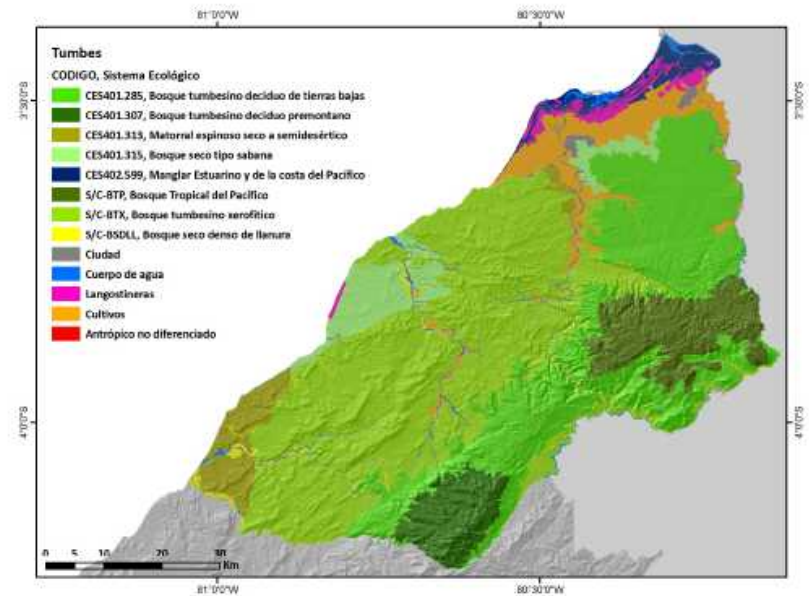 81°0'0"W 80°30'0"W
Tumbes
CODIGO, Sistema Ecológico
CES401.285, Bosque tumbesino deciduo de tierras bajas
CES401.307, Bosque tumbesino deciduo premontano
CES401.313, Matorral espinoso seco a semidesértico
CES401.315, Bosque seco tipo sabana
CES402.599, Manglar Estuarino y de la costa del Pacífico
S/C-BTP, Bosque Tropical del Pacífico
S/C-BTX, Bosque tumbesino xerofítico
S/C-BSDLL, Bosque seco denso de llanura
Ciudad
Cuerpo de agua
Langostineras
Cultivos
Antrópico no diferenciado
3°30'0"S 3°30'0"S
4°0'0"S 4°0'0"S
0 5 10 20 30
Km
81°0'0"W 80°30'0"W